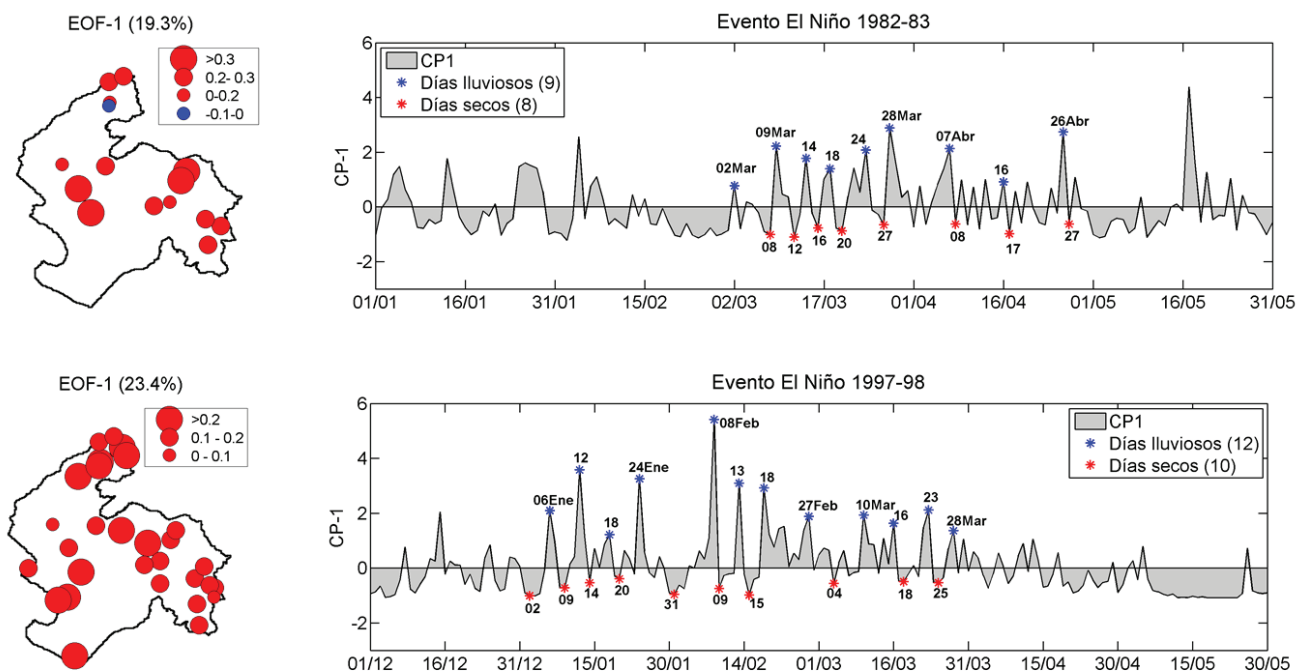 EOF-1 (19.3%)
>0.3
0.2- 0.3
0-0.2
-0.1-0
Evento El Niño 1982-83
CP1
Días lluviosos (9)
Días secos (8)
CP-1
6
4
2
0
-2
02Mar
09Mar
14
18
24
28Mar
07Abr
16
26Abr
08
12
16
20
27
08
17
27
01/01
16/01
31/01
15/02
02/03
17/03
01/04
16/04
01/05
16/05
31/05
EOF-1 (23.4%)
>0.2
0.1 - 0.2
0 - 0.1
Evento El Niño 1997-98
CP1
Días lluviosos (12)
Días secos (10)
CP-1
6
4
2
0
-2
06Ene
12
18
24Ene
08Feb
13
18
27Feb
10Mar
16
23
28Mar
02
09
14
20
31
09
15
04
18
25
01/12
16/12
31/12
15/01
30/01
14/02
01/03
16/03
31/03
15/04
30/04
15/05
30/05